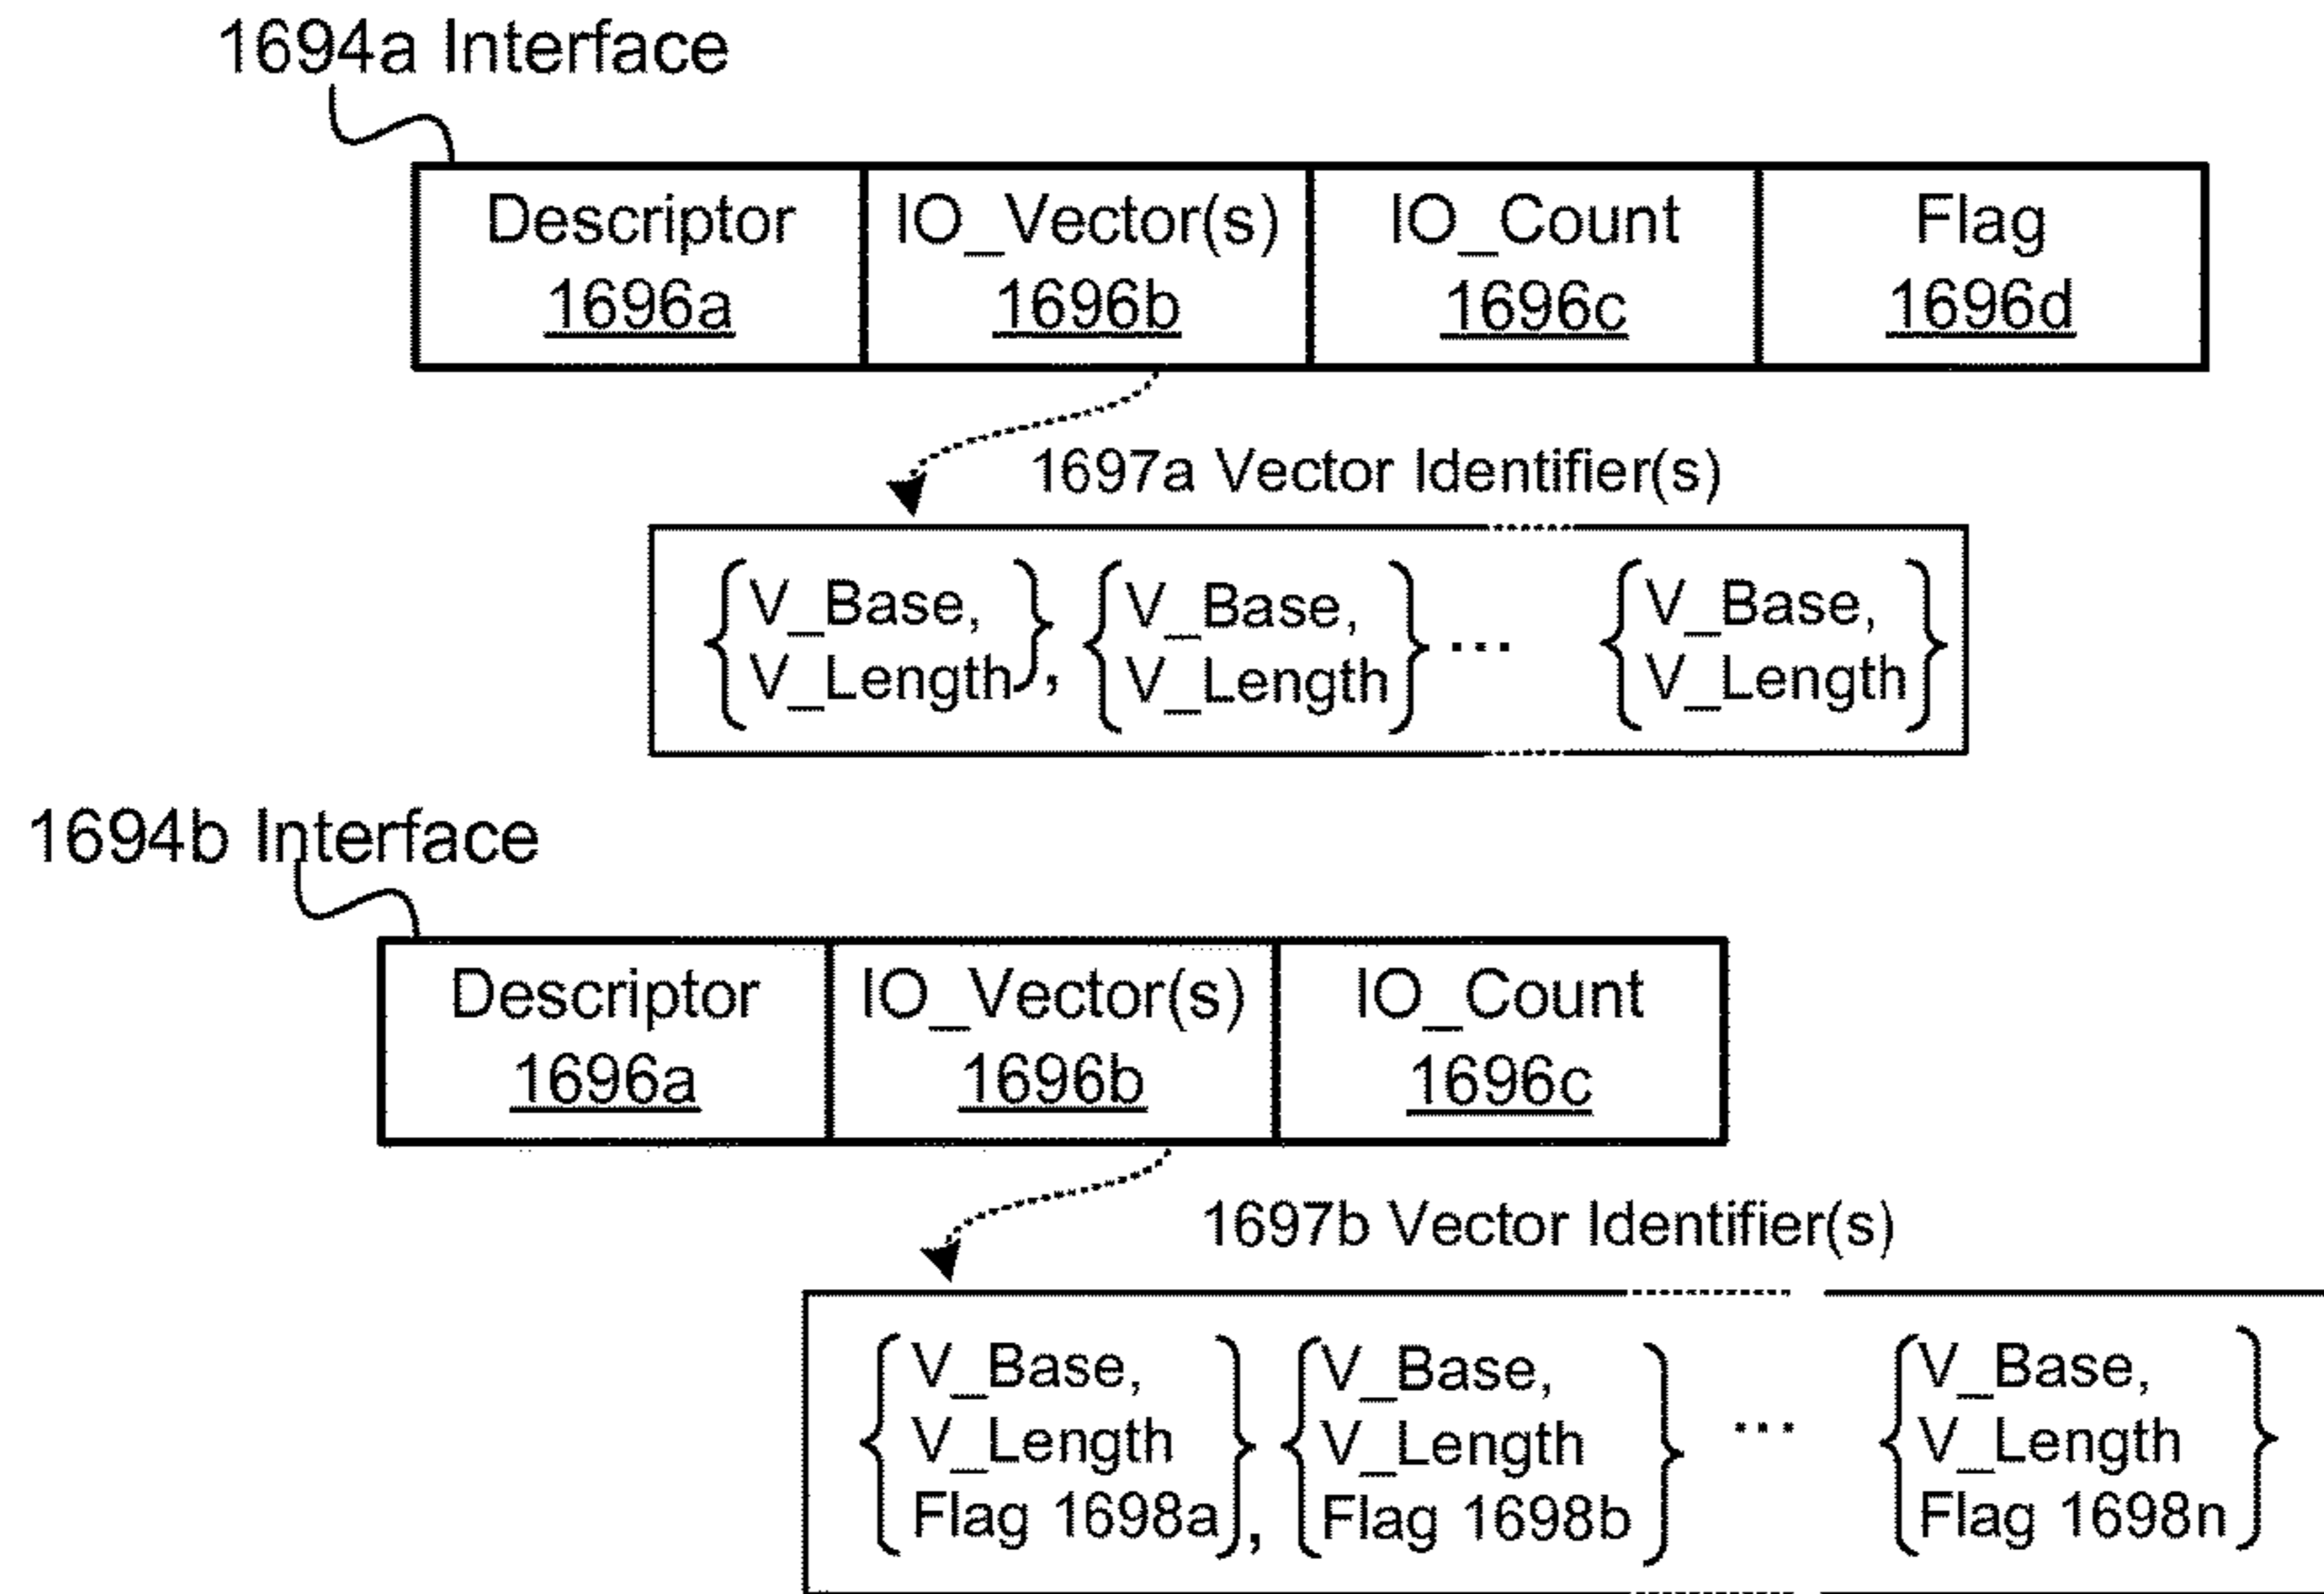 1694a Interface
Descriptor IO_Vector(s) IO_Count Flag
1696a 1696b 1696c 1696d
1697a Vector Identifier(s)
{V_Base, {V_Base, {V_Base,
V_Length}, V_Length} ... V_Length}
1694b Interface
Descriptor IO_Vector(s) IO_Count
1696a 1696b 1696c
1697b Vector Identifier(s)
{V_Base, {V_Base, {V_Base,
V_Length V_Length ... V_Length
Flag 1698a}, Flag 1698b} Flag 1698n}